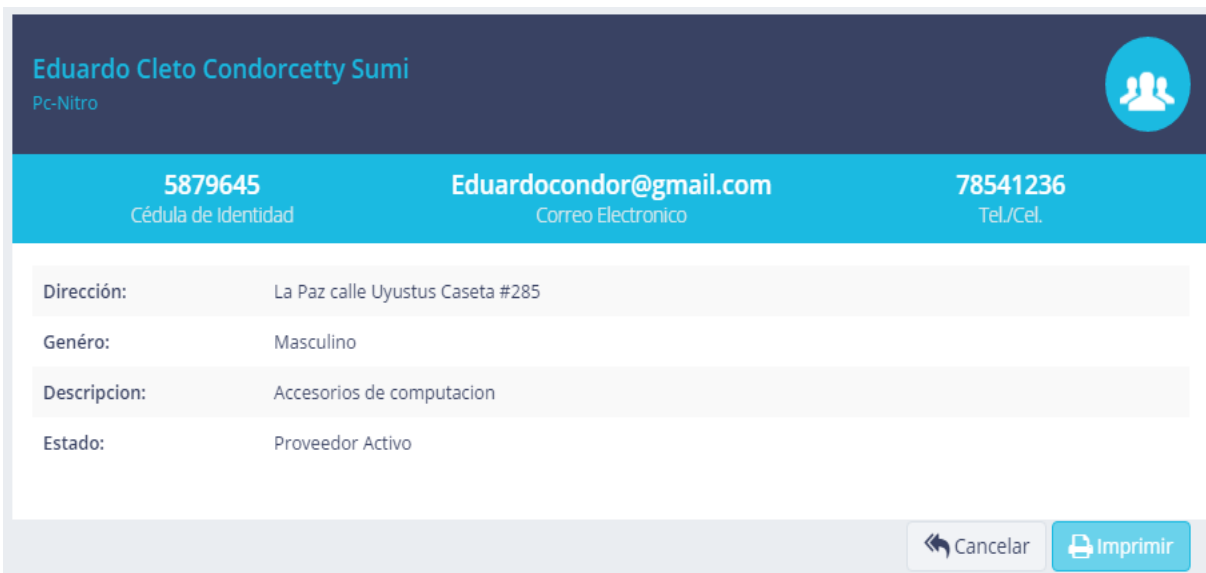 Eduardo Cleto Condorcetty Sumi
Pc-Nitro
5879645 Eduardocondor@gmail.com 78541236
Cédula de Identidad Correo Electronico Tel./Cel.
Dirección: La Paz calle Uyustus Caseta #285
Genéro: Masculino
Descripcion: Accesorios de computacion
Estado: Proveedor Activo
Cancelar Imprimir